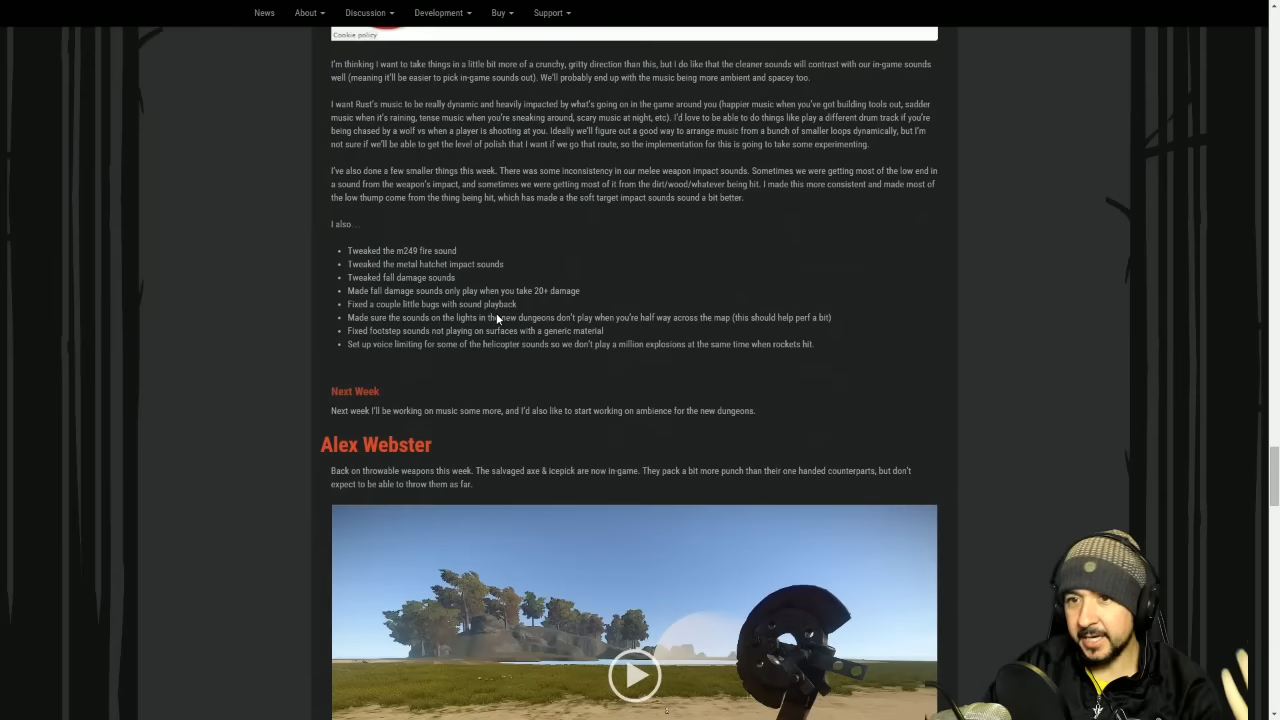 News About Discussion Development Buy Support
Cookie policy
I'm thinking I want to take things in a little bit more of a crunchy, gritty direction than this, but I do like that the cleaner sounds will contrast with our in-game sounds
well (meaning it'll be easier to pick in-game sounds out). We'll probably end up with the music being more ambient and spacey too.
I want Rust's music to be really dynamic and heavily impacted by what's going on in the game around you (happier music when you've got building tools out, sadder
music when it's raining, tense music when you're sneaking around, scary music at night, etc). I'd love to be able to do things like play a different drum track if you're
being chased by a wolf vs when a player is shooting at you. Ideally we'll figure out a good way to arrange music from a bunch of smaller loops dynamically, but I'm
not sure if we'll be able to get the level of polish that I want if we go that route, so the implementation for this is going to take some experimenting.
I've also done a few smaller things this week. There was some inconsistency in our melee weapon impact sounds. Sometimes we were getting most of the low end in
a sound from the weapon's impact, and sometimes we were getting most of it from the dirt/wood/whatever being hit. I made this more consistent and made most of
the low thump come from the thing being hit, which has made a the soft target impact sounds sound a bit better.
I also…
• Tweaked the m249 fire sound
• Tweaked the metal hatchet impact sounds
• Tweaked fall damage sounds
• Made fall damage sounds only play when you take 20+ damage
• Fixed a couple little bugs with sound playback
• Made sure the sounds on the lights in the new dungeons don't play when you're half way across the map (this should help perf a bit)
• Fixed footstep sounds not playing on surfaces with a generic material
• Set up voice limiting for some of the helicopter sounds so we don't play a million explosions at the same time when rockets hit.
Next Week
Next week I'll be working on music some more, and I'd also like to start working on ambience for the new dungeons.
Alex Webster
Back on throwable weapons this week. The salvaged axe & icepick are now in-game. They pack a bit more punch than their one handed counterparts, but don't
expect to be able to throw them as far.